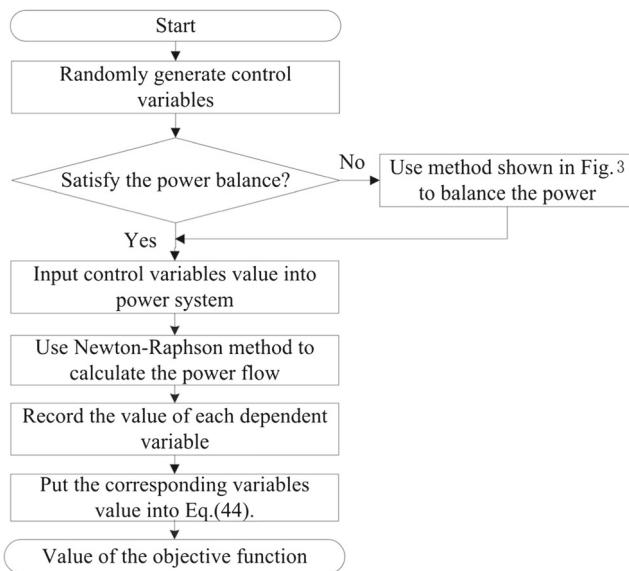 Start
Randomly generate control
variables
Satisfy the power balance?
No
Use method shown in Fig.3
to balance the power
Yes
Input control variables value into
power system
Use Newton-Raphson method to
calculate the power flow
Record the value of each dependent
variable
Put the corresponding variables
value into Eq.(44).
Value of the objective function